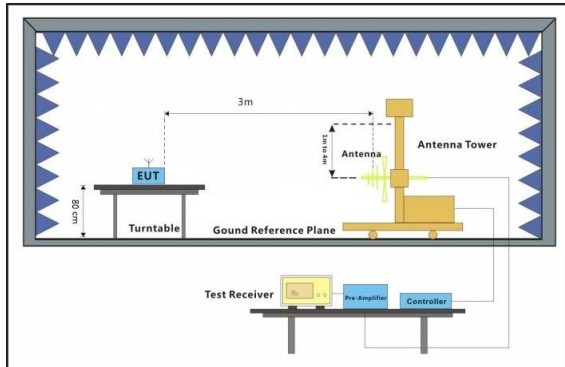 3m
1m to 4m
Antenna
Antenna Tower
EUT
80 cm
Turntable
Gound Reference Plane
Test Receiver
Pre-Amplifier
Controller